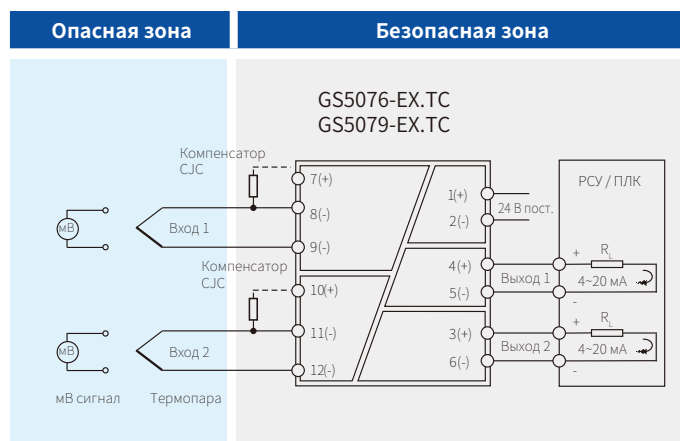 Опасная зона
Безопасная зона
GS5076-EX.TC
GS5079-EX.TC
Компенсатор
CJC
7(+)
8(-)
9(-)
мВ
Вход 1
1(+)
2(-)
24 В пост.
РСУ / ПЛК
4(+)
5(-)
Выход 1
+
RL
4~20 мА
-
Компенсатор
CJC
10(+)
11(-)
12(-)
мВ
Вход 2
3(+)
6(-)
Выход 2
+
RL
4~20 мА
-
мВ сигнал
Термопара